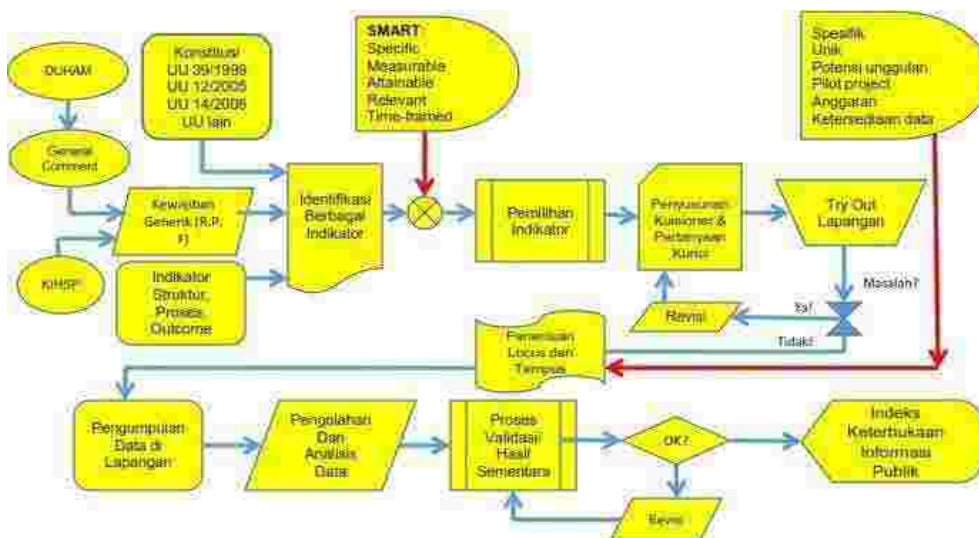 DUHAM
General
Comment
KIHSP
Konstitusi
UU 39/1999
UU 12/2005
UU 14/2008
UU lain
Kewajiban
Generik (R,P,
F)
Indikator
Struktur,
Proses,
Outcome
Identifikasi
Berbagai
Indikator
SMART:
Specific
Measurable
Attainable
Relevant
Time-framed
Pemilihan
Indikator
Penyusunan
Kuisioner &
Pertanyaan
Kunci
Try Out
Lapangan
Spesifik
Unik
Potensi unggulan
Pilot project
Anggaran
Ketersediaan data
Masalah?
Ya!
Tidak!
Revisi
Penentuan
Locus dan
Tempus
Pengumpulan
Data di
Lapangan
Pengolahan
Dan
Analisis
Data
Proses
Validasi
Hasil
Sementara
OK?
Revisi
Indeks
Keterbukaan
Informasi
Publik